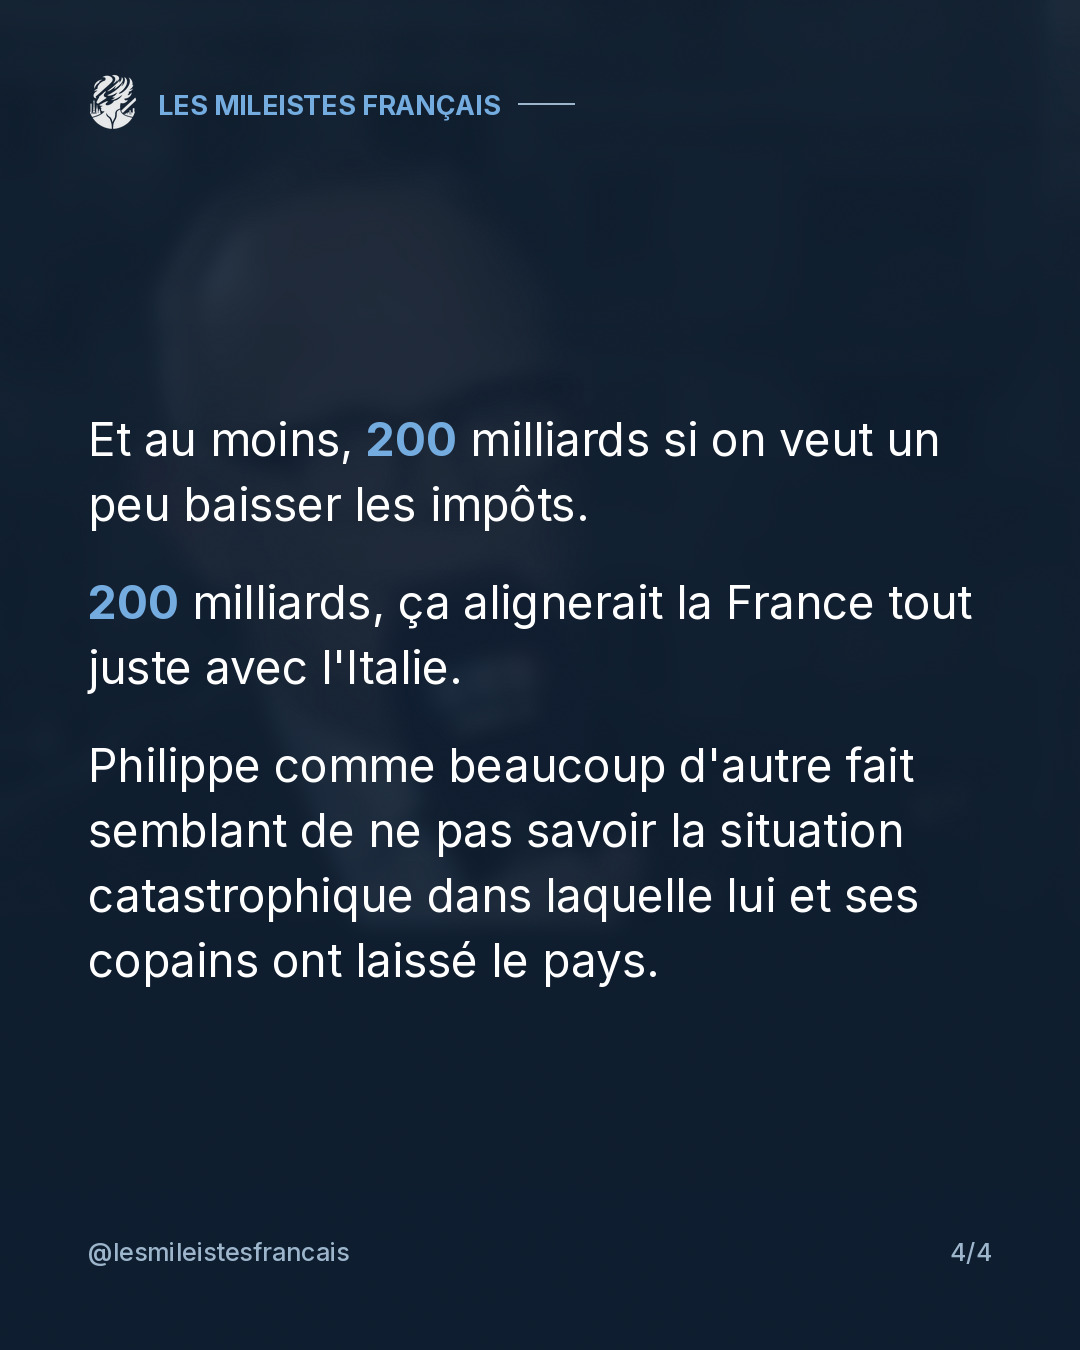 LES MILEISTES FRANÇAIS
Et au moins, 200 milliards si on veut un
peu baisser les impôts.
200 milliards, ça alignerait la France tout
juste avec l'Italie.
Philippe comme beaucoup d'autre fait
semblant de ne pas savoir la situation
catastrophique dans laquelle lui et ses
copains ont laissé le pays.
@lesmileistesfrancais
4/4